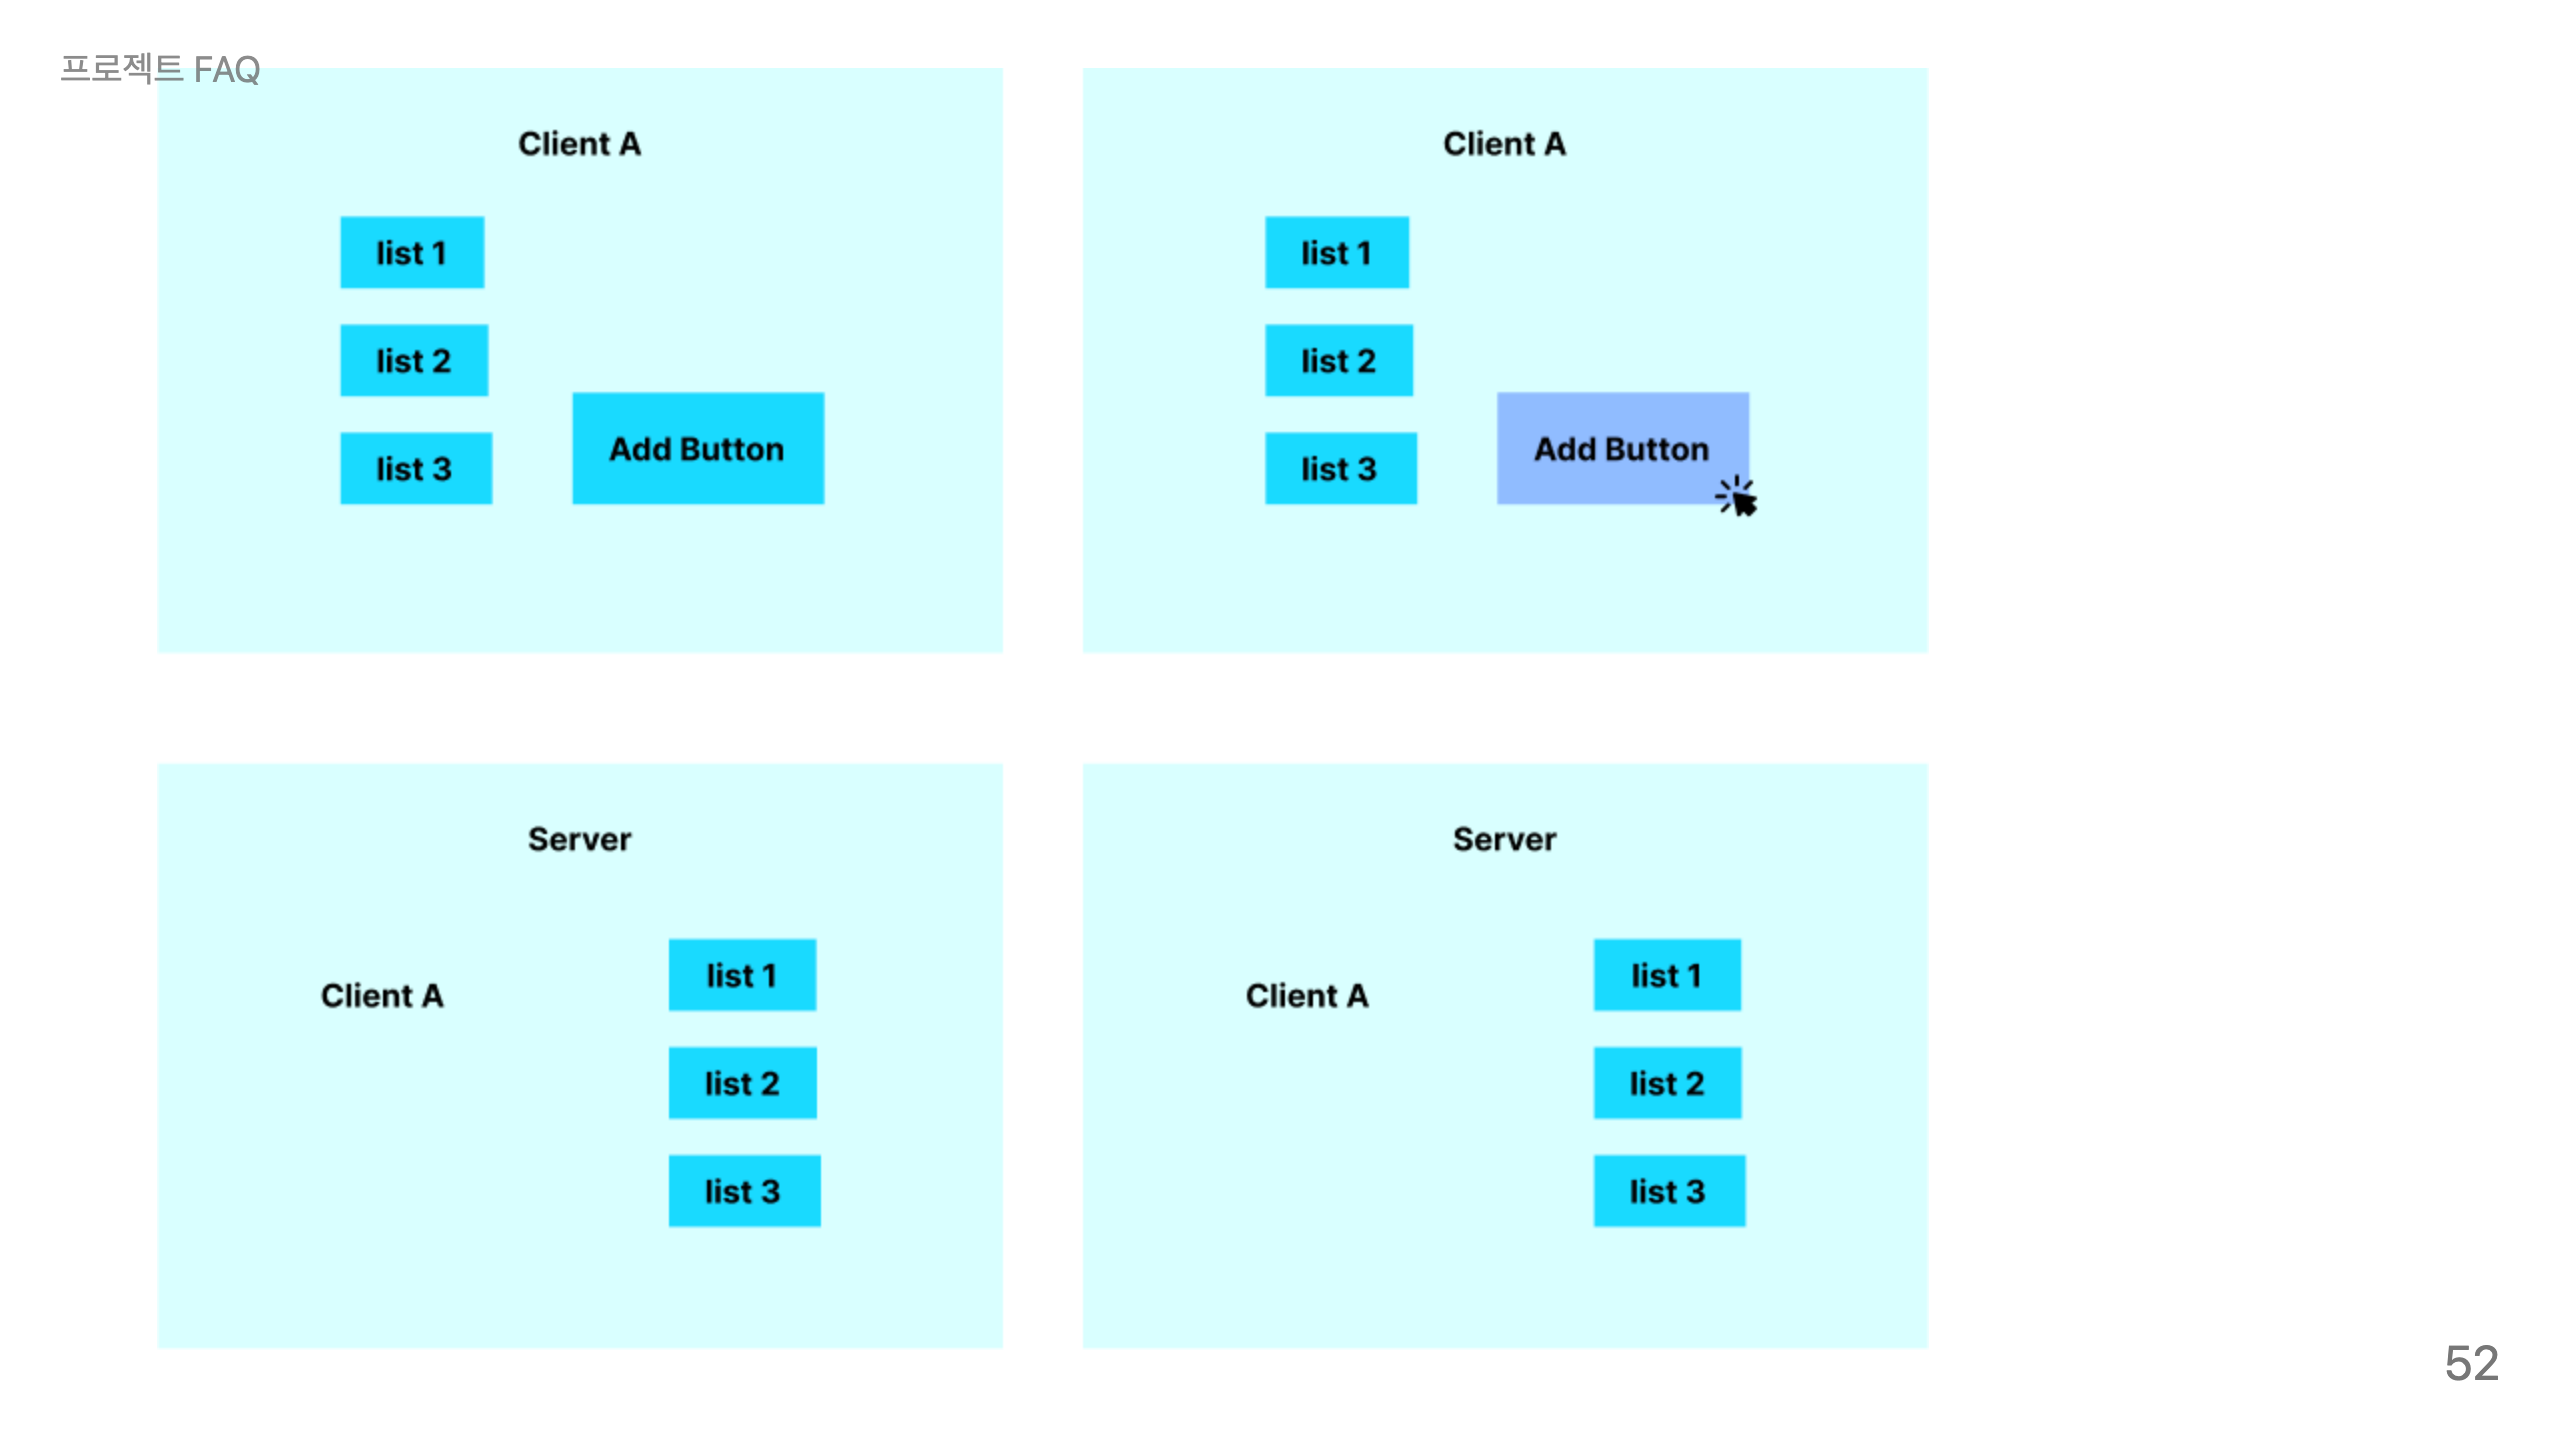 프로젝트 FAQ
Client A
list 1
list 2
list 3
Add Button
Client A
list 1
list 2
list 3
Add Button
Server
Client A
list 1
list 2
list 3
Server
Client A
list 1
list 2
list 3
52